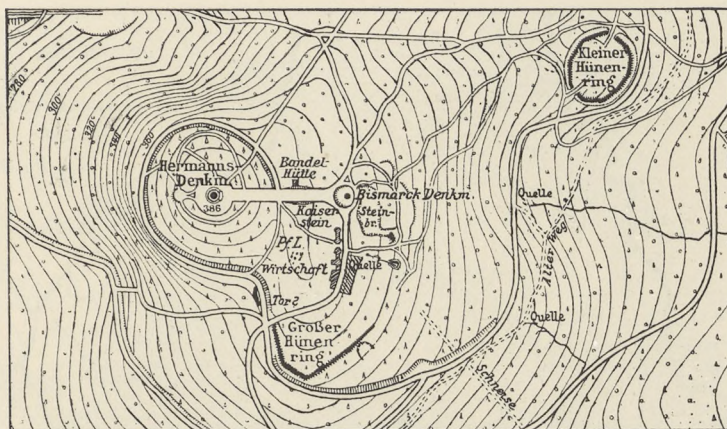 Kleiner
Hünen-
ring
280
300
320
340
360
Hermanns-
Denkm.
386
Bandel-
Hütte
Bismarck Denkm.
Kaiser
stein
Stein-
br.
Pf L.
Wirtschaft
Quelle
Quelle
Alter Weg
Quelle
Tor?
Großer
Hünen
ring
Schneise